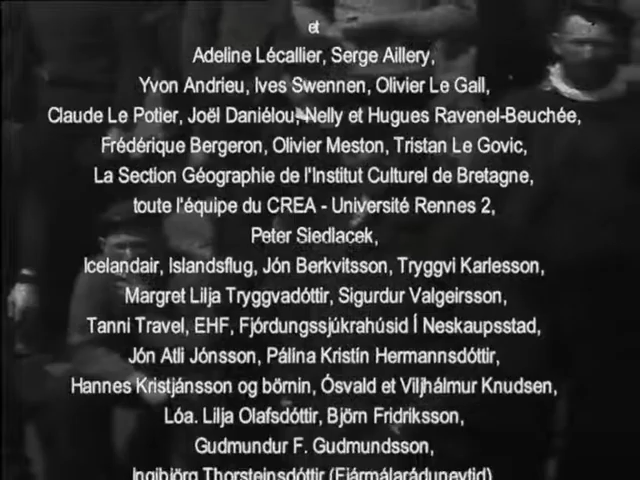 et
Adeline Lécallier, Serge Aillery,
Yvon Andrieu, Ives Swennen, Olivier Le Gall,
Claude Le Potier, Joël Daniélou, Nelly et Hugues Ravenel-Beuchée,
Frédérique Bergeron, Olivier Meston, Tristan Le Govic,
La Section Géographie de l'Institut Culturel de Bretagne,
toute l'équipe du CREA - Université Rennes 2,
Peter Siedlacek,
Icelandair, Islandsflug, Jón Berkvitsson, Tryggvi Karlesson,
Margret Lilja Tryggvadóttir, Sigurdur Valgeirsson,
Tanni Travel, EHF, Fjórdungssjúkrahúsid Í Neskaupsstad,
Jón Atli Jónsson, Pálína Kristín Hermannsdóttir,
Hannes Kristjánsson og börnin, Ósvald et Viljhálmur Knudsen,
Lóa. Lilja Olafsdóttir, Björn Fridriksson,
Gudmundur F. Gudmundsson,
Ingibjörg Thorsteinsdóttir (Fjármálaráduneytid)